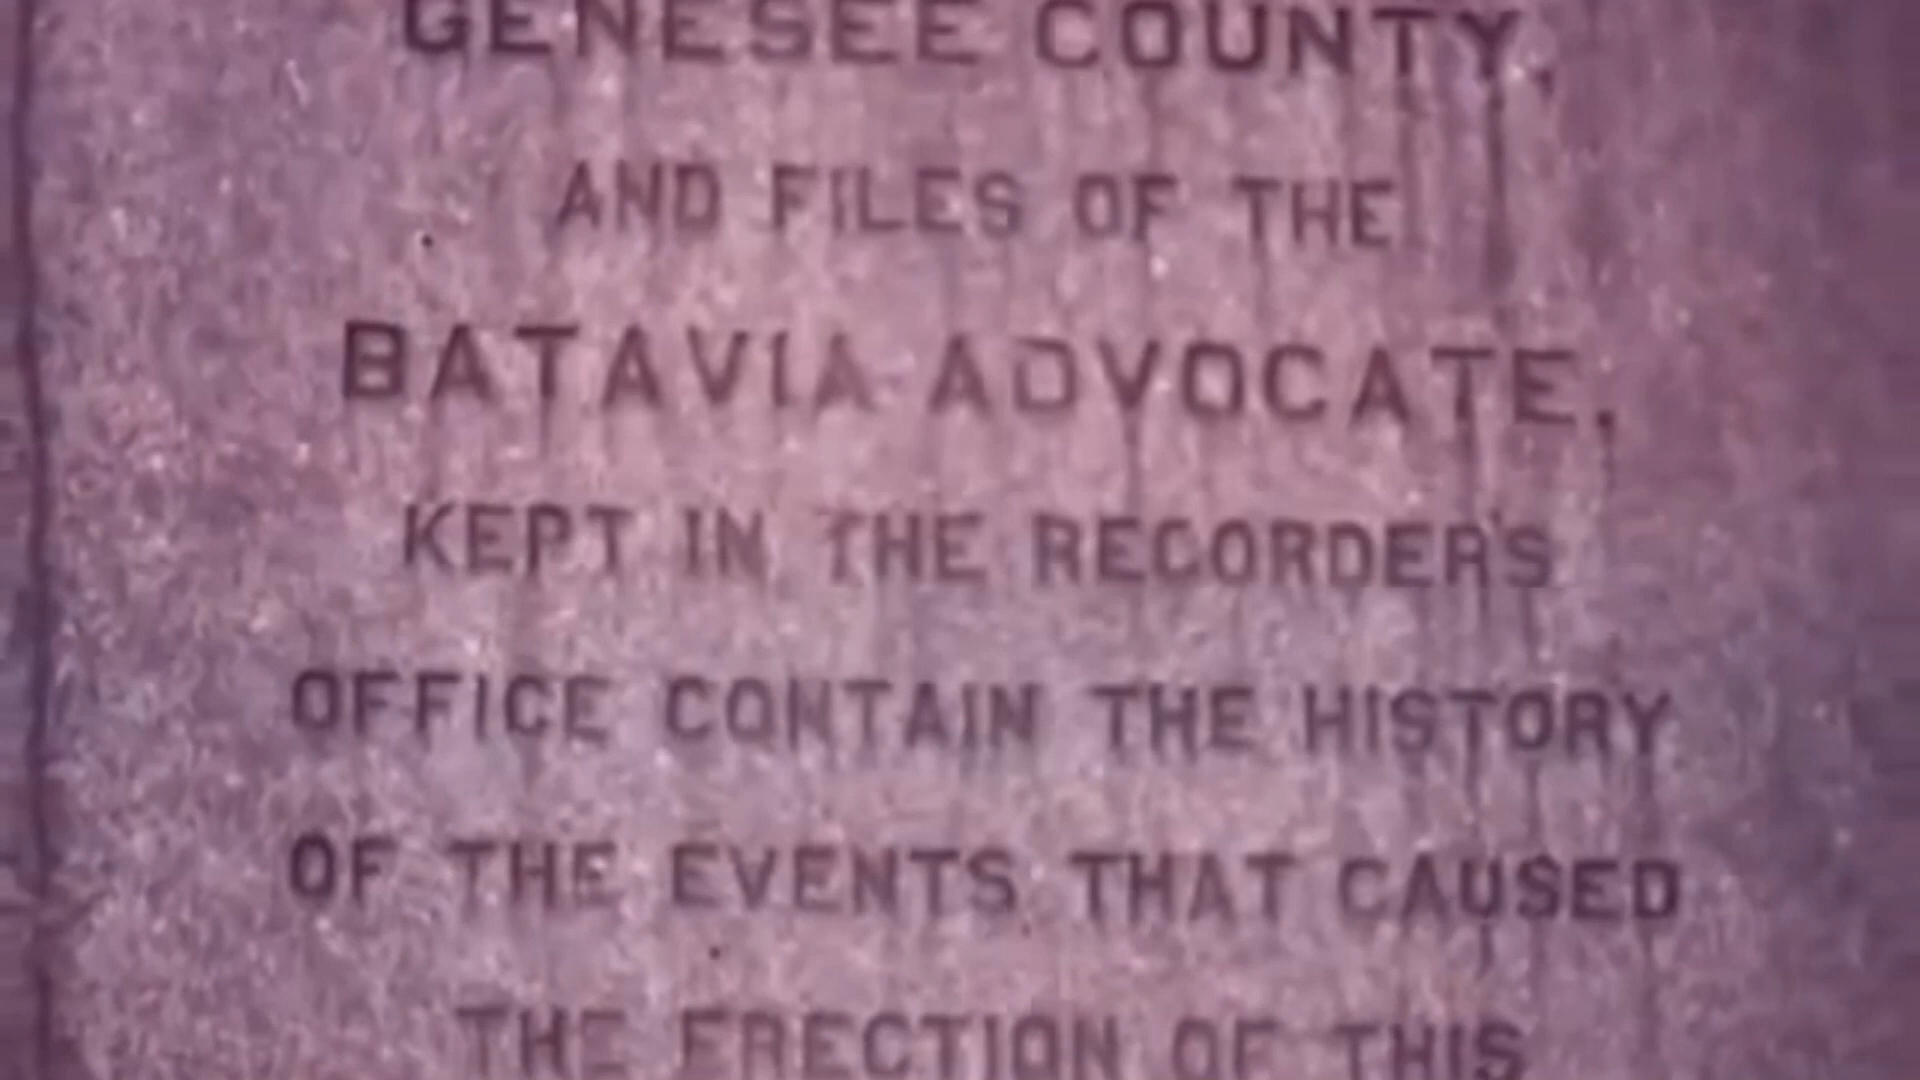 GENESEE COUNTY,
AND FILES OF THE
BATAVIA ADVOCATE,
KEPT IN THE RECORDER'S
OFFICE CONTAIN THE HISTORY
OF THE EVENTS THAT CAUSED
THE ERECTION OF THIS